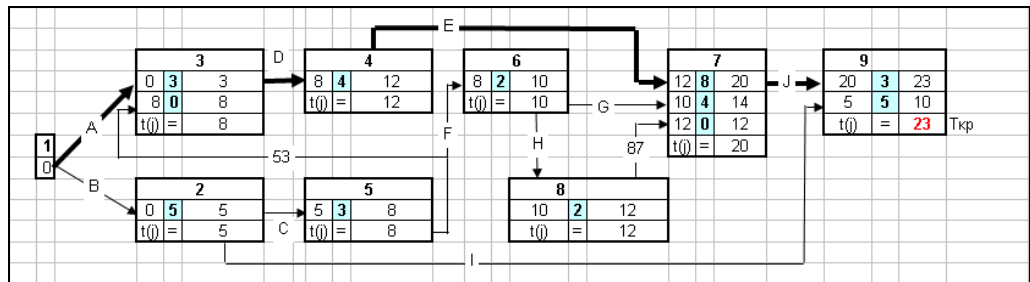 E
3 D 4 6 7 9
0 3 3 8 4 12 8 2 10 12 8 20 J 20 3 23
8 0 8 t(j) = 12 t(j) = 10 G 10 4 14 5 5 10
t(j) = 8 12 0 12 t(j) = 23 Tкр
A F H 87 t(j) = 20
1
0 53
B 2 5 8
0 5 5 5 3 8 10 2 12
t(j) = 5 C t(j) = 8 t(j) = 12
I